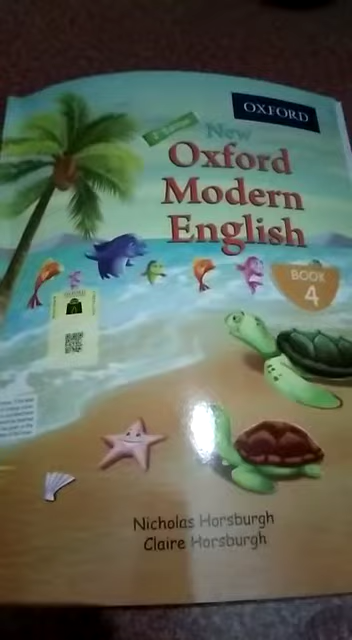 OXFORD
New
Oxford
Modern
English
BOOK
4
Nicholas Horsburgh
Claire Horsburgh